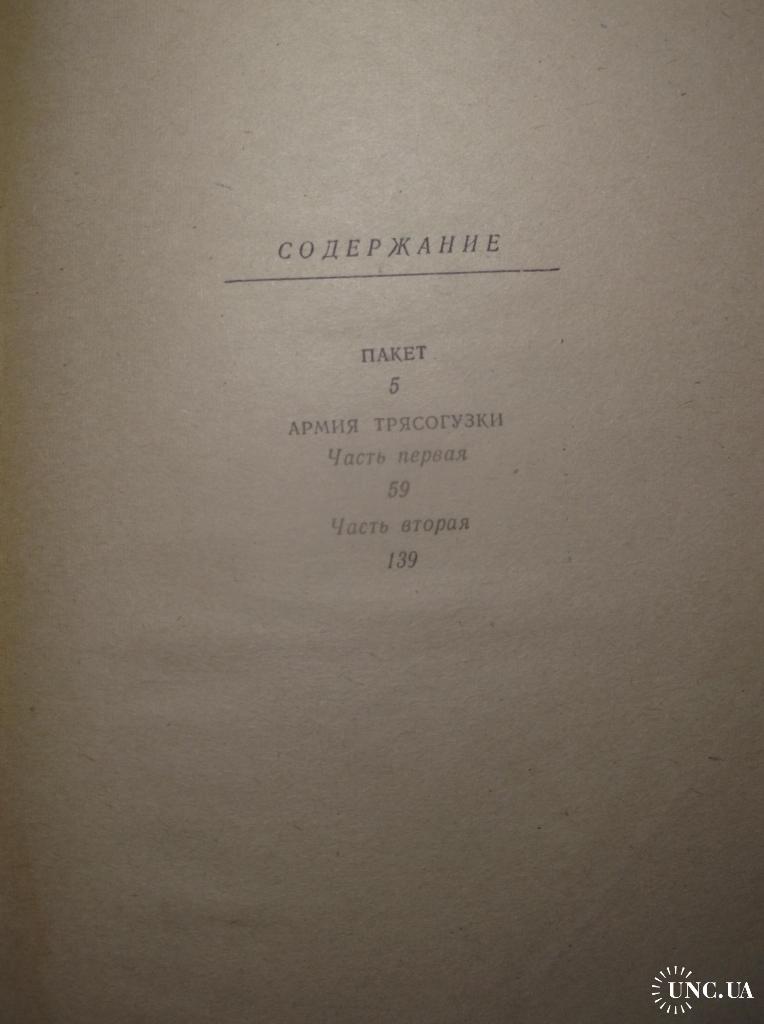 СОДЕРЖАНИЕ
ПАКЕТ
5
АРМИЯ ТРЯСОГУЗКИ
Часть первая
59
Часть вторая
139
UNC.UA